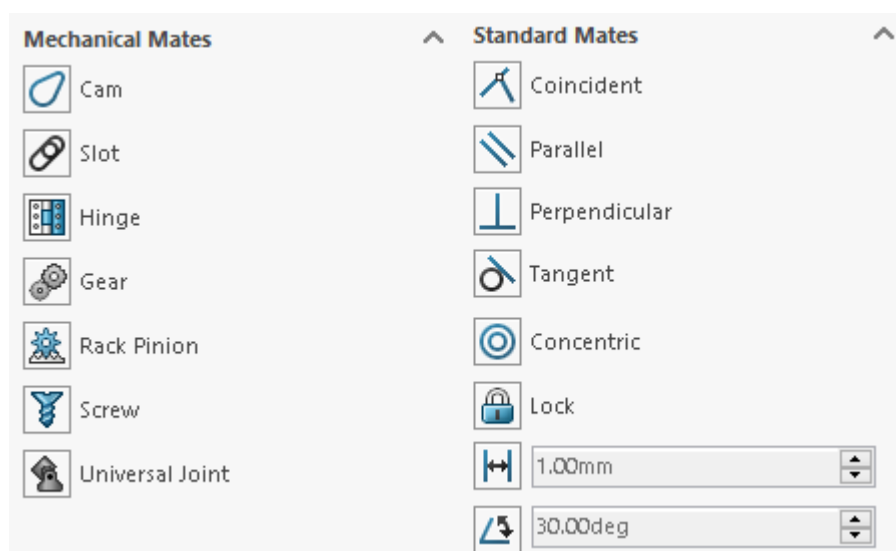 Mechanical Mates
Cam
Slot
Hinge
Gear
Rack Pinion
Screw
Universal Joint
Standard Mates
Coincident
Parallel
Perpendicular
Tangent
Concentric
Lock
1.00mm
30.00deg